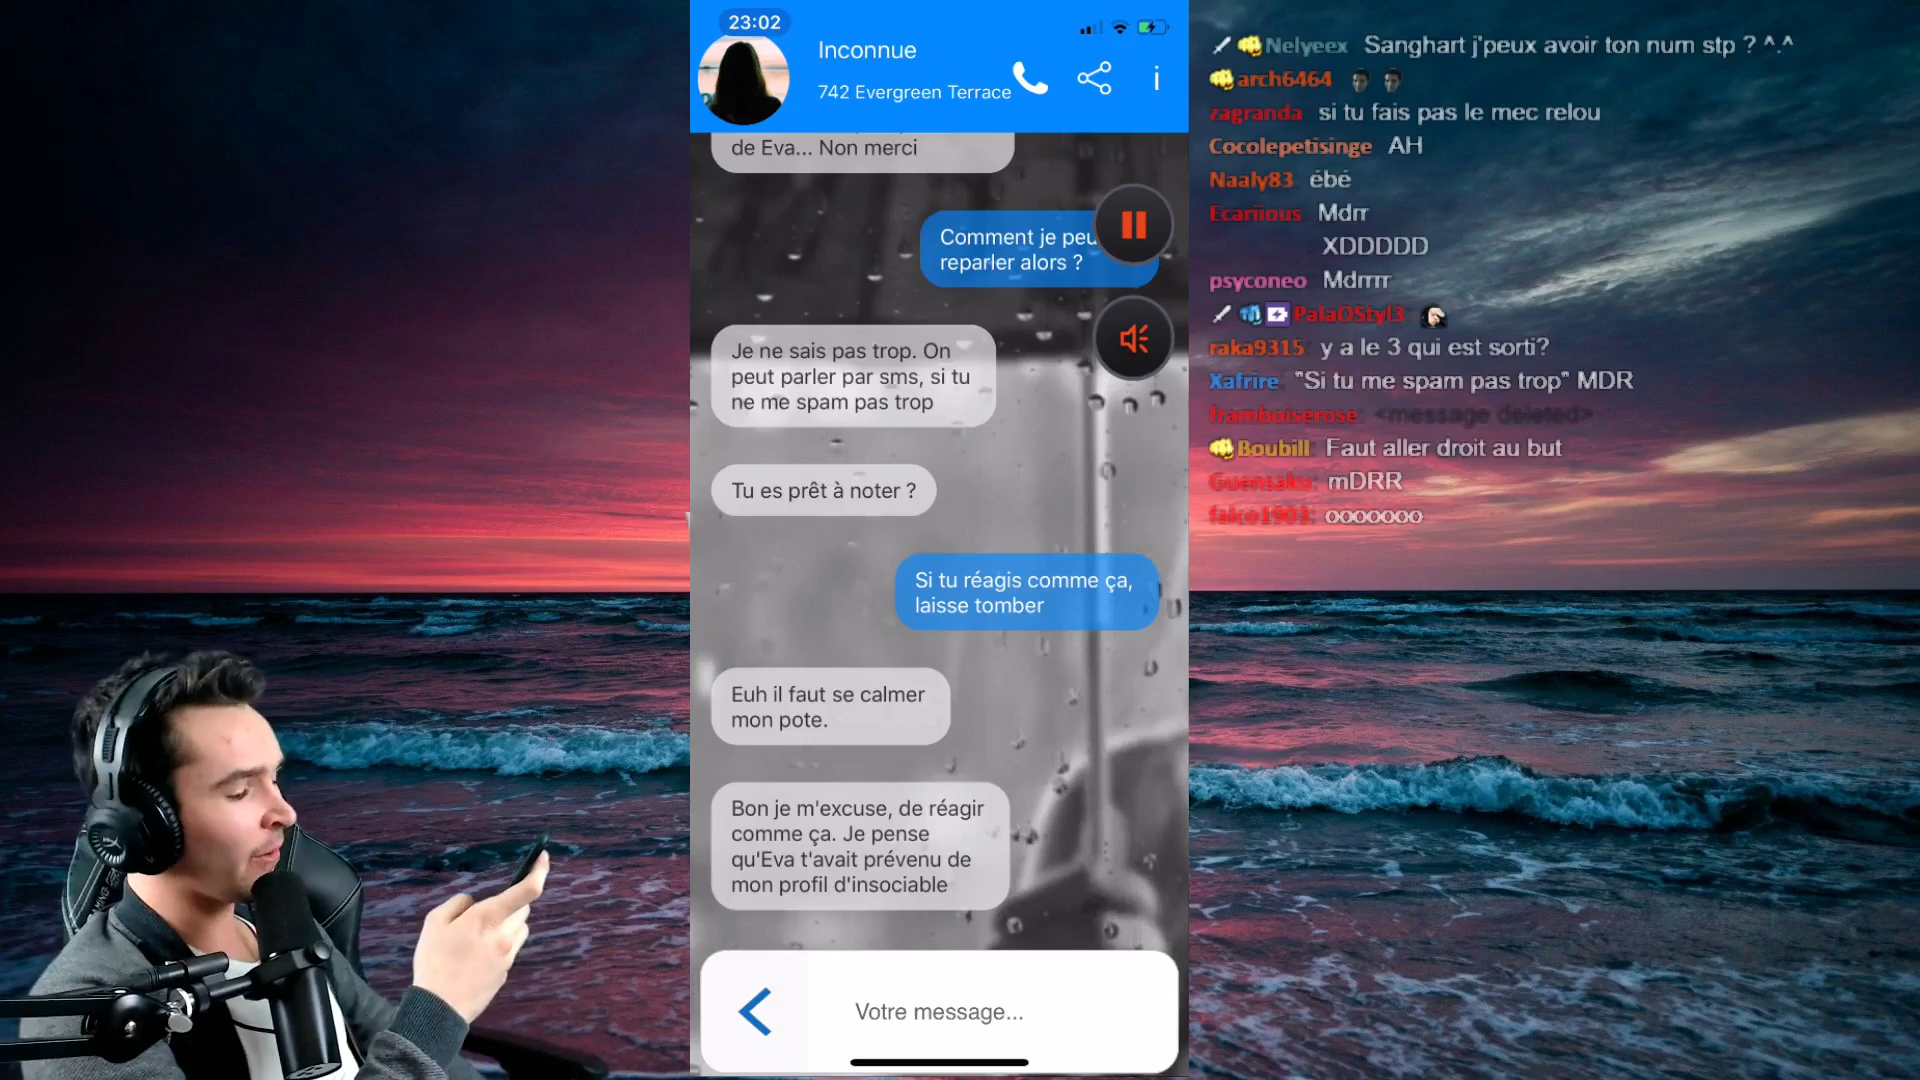 23:02
Inconnue
742 Evergreen Terrace
de Eva... Non merci
Comment je peu
reparler alors ?
Je ne sais pas trop. On
peut parler par sms, si tu
ne me spam pas trop
Tu es prêt à noter ?
Si tu réagis comme ça,
laisse tomber
Euh il faut se calmer
mon pote.
Bon je m'excuse, de réagir
comme ça. Je pense
qu'Eva t'avait prévenu de
mon profil d'insociable
Votre message...
Nelyeex Sanghart j'peux avoir ton num stp ? ^.^
arch6464
zagranda si tu fais pas le mec relou
Cocolepetisinge AH
Naaly83 ébé
Ecariious Mdrr
XDDDDD
psyconeo Mdrrrr
PalaOStyl3
raka9315 y a le 3 qui est sorti?
Xafrire "Si tu me spam pas trop" MDR
framboiserose: <message deleted>
Boubill Faut aller droit au but
Guensaku: mDRR
falco1903: ooooooo